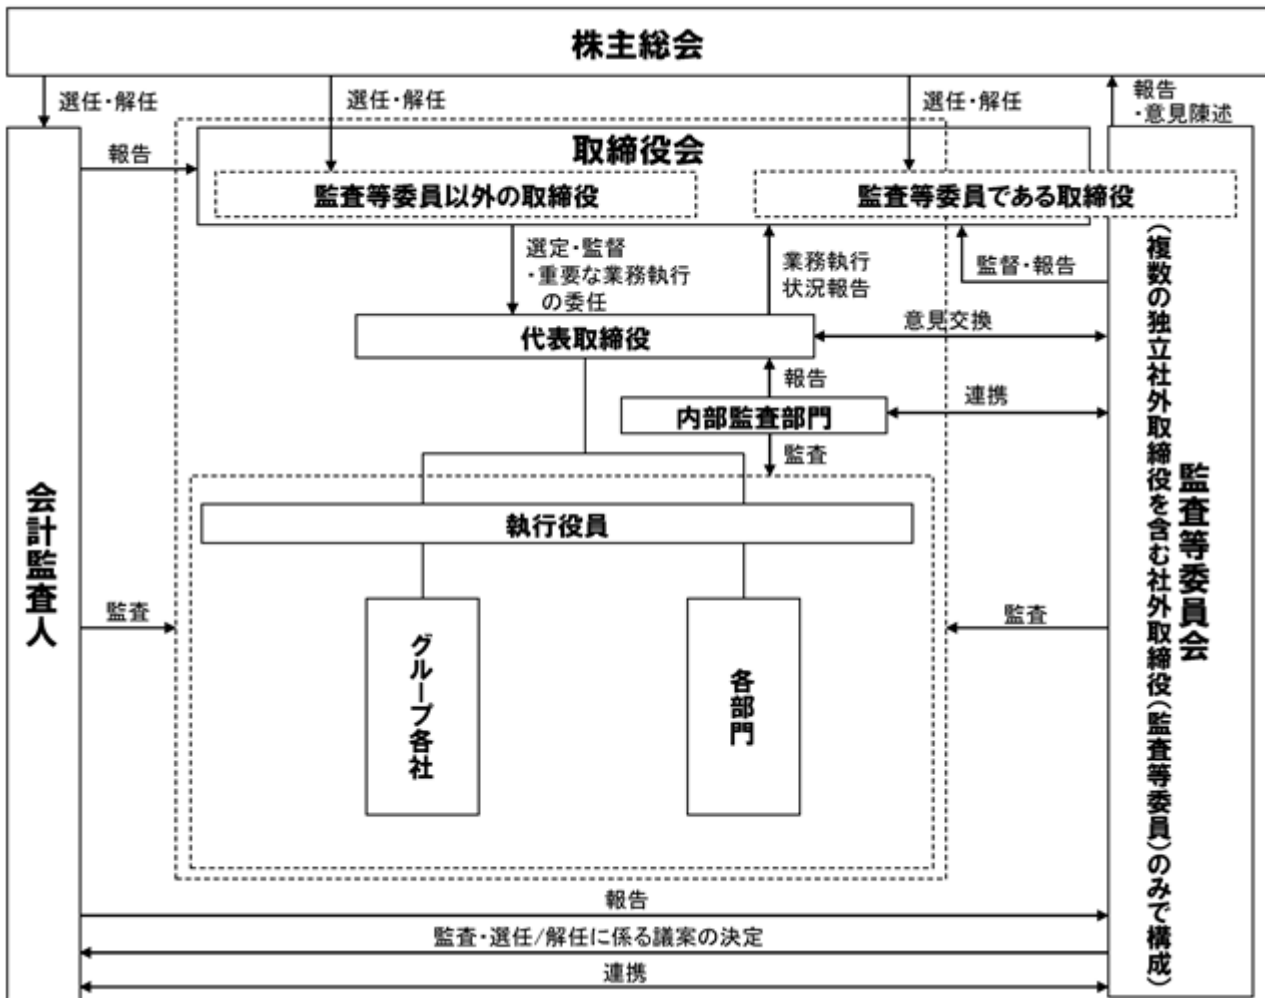 株主総会
選任・解任
選任・解任
選任・解任
報告
・意見陳述
報告
取締役会
監査等委員以外の取締役
監査等委員である取締役
選定・監督
・重要な業務執行
の委任
業務執行
状況報告
監督・報告
代表取締役
意見交換
報告
内部監査部門
連携
監査
執行役員
会計監査人
監査
グループ各社
各部門
監査
監査等委員会
(複数の独立社外取締役を含む社外取締役(監査等委員)のみで構成)
報告
監査・選任/解任に係る議案の決定
連携